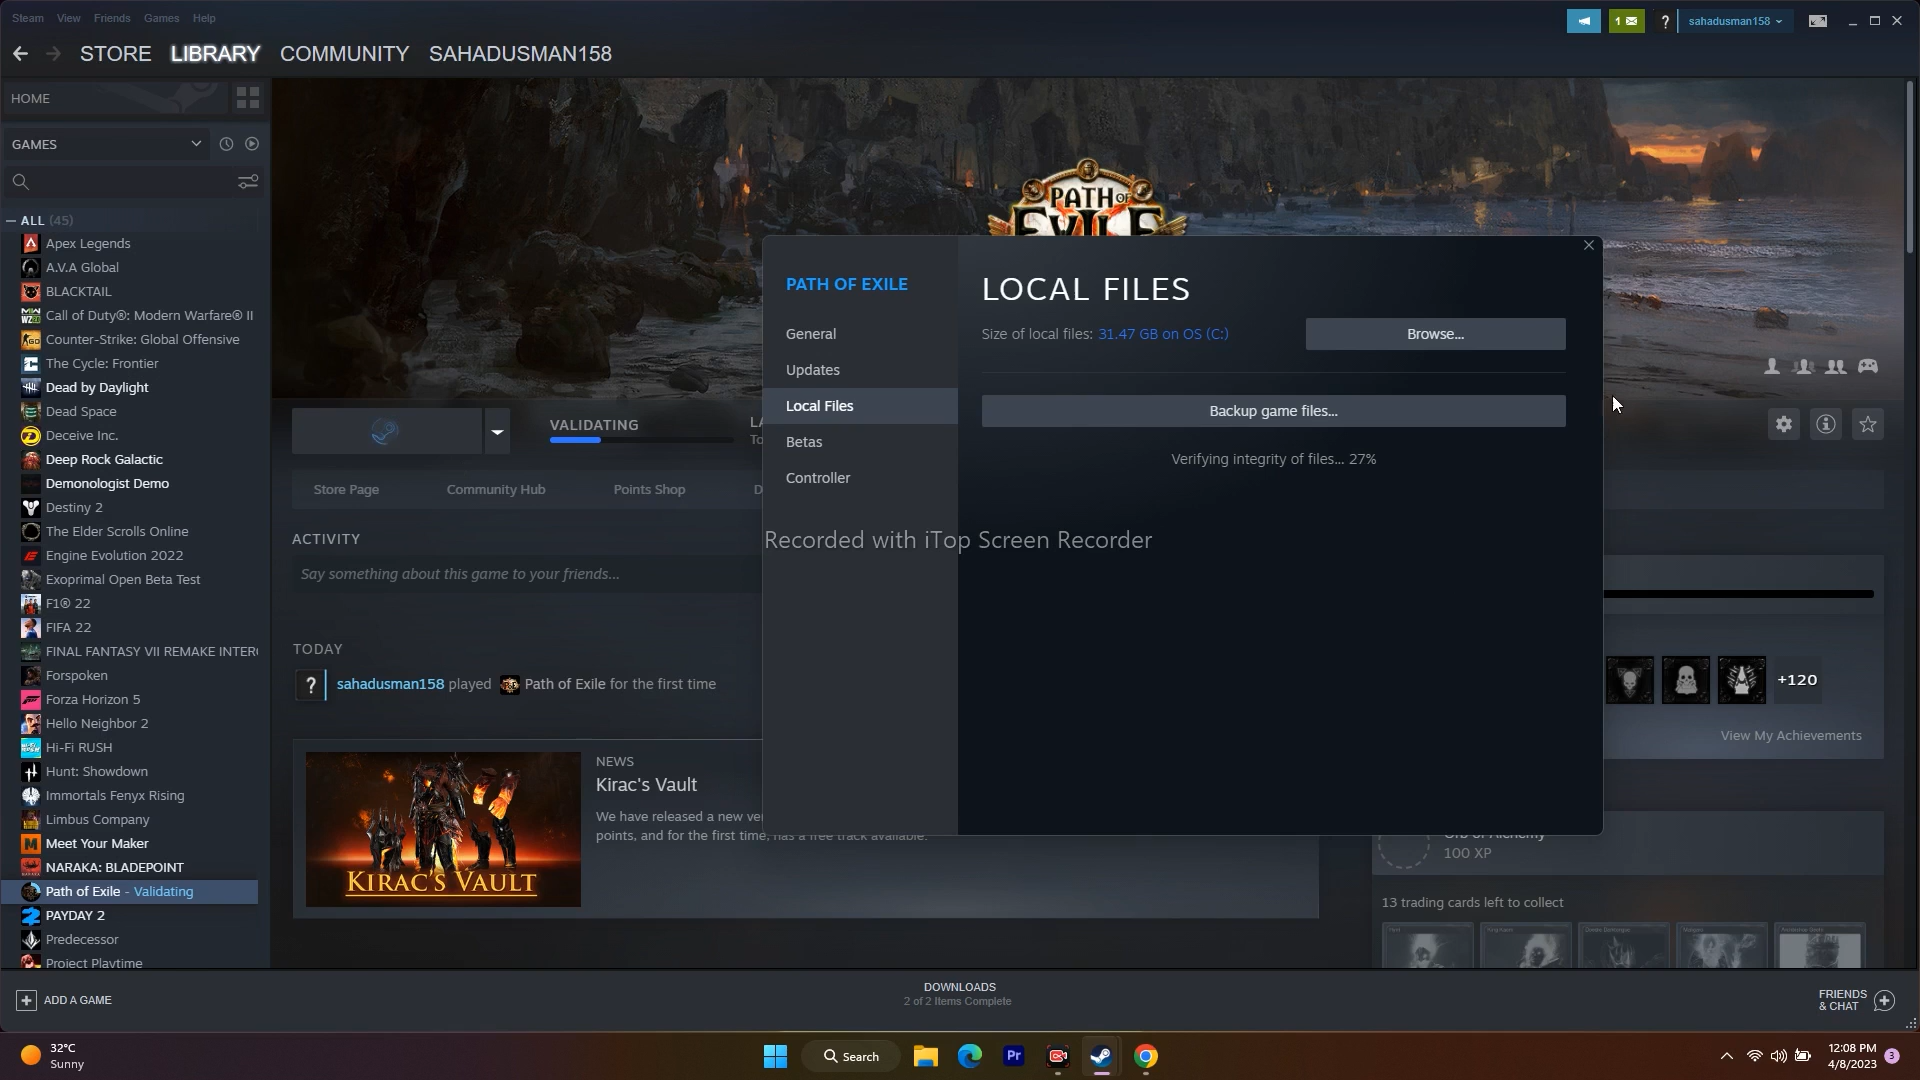 Steam View Friends Games Help
1
?
sahadusman158
STORE LIBRARY COMMUNITY SAHADUSMAN158
HOME
GAMES
— ALL (45)
Apex Legends
A.V.A Global
BLACKTAIL
Call of Duty®: Modern Warfare® II
Counter-Strike: Global Offensive
The Cycle: Frontier
Dead by Daylight
Dead Space
Deceive Inc.
Deep Rock Galactic
Demonologist Demo
Destiny 2
The Elder Scrolls Online
Engine Evolution 2022
Exoprimal Open Beta Test
F1® 22
FIFA 22
FINAL FANTASY VII REMAKE INTER
Forspoken
Forza Horizon 5
Hello Neighbor 2
Hi-Fi RUSH
Hunt: Showdown
Immortals Fenyx Rising
Limbus Company
Meet Your Maker
NARAKA: BLADEPOINT
Path of Exile - Validating
PAYDAY 2
Predecessor
Project Playtime
PATH OF
EXILE
VALIDATING
Store Page Community Hub Points Shop D
ACTIVITY
Say something about this game to your friends...
TODAY
? sahadusman158 played Path of Exile for the first time
KIRAC'S VAULT
NEWS
Kirac's Vault
We have released a new ve
points, and for the first time, has a free track available.
PATH OF EXILE
General
Updates
Local Files
Betas
Controller
LOCAL FILES
Size of local files: 31.47 GB on OS (C:)
Browse...
Backup game files...
Verifying integrity of files... 27%
Recorded with iTop Screen Recorder
+120
View My Achievements
Orb of Alchemy
100 XP
13 trading cards left to collect
ADD A GAME
DOWNLOADS
2 of 2 Items Complete
FRIENDS
& CHAT
32°C
Sunny
Search
Pr
12:08 PM
4/8/2023
3